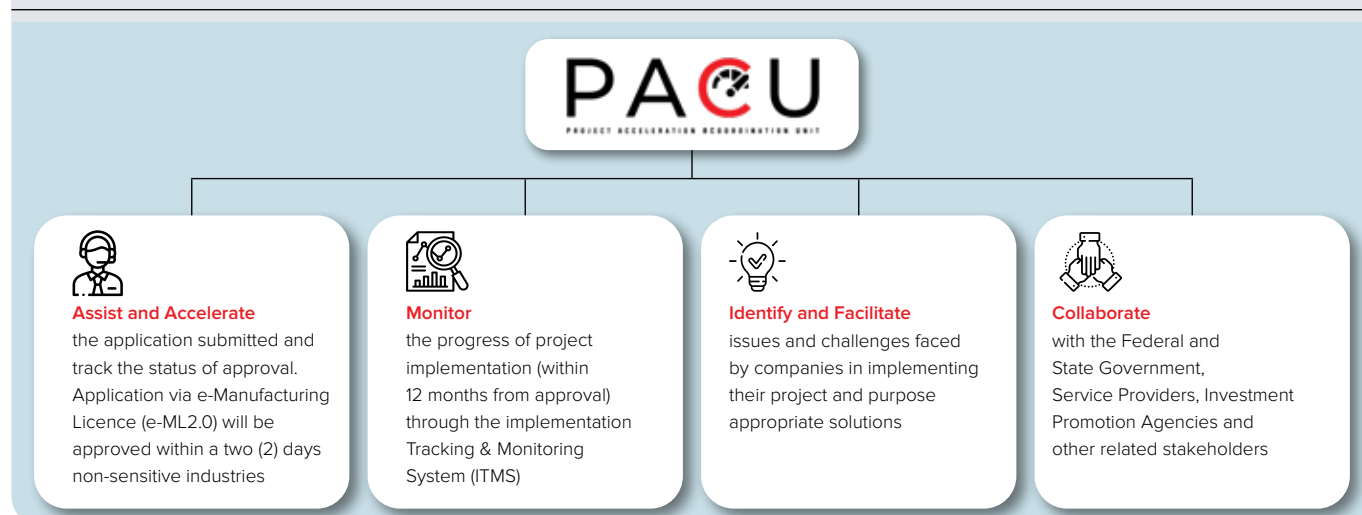 PACU
PROJECT ACCELERATION & COORDINATION UNIT
Assist and Accelerate
the application submitted and
track the status of approval.
Application via e-Manufacturing
Licence (e-ML2.0) will be
approved within a two (2) days
non-sensitive industries
Monitor
the progress of project
implementation (within
12 months from approval)
through the implementation
Tracking & Monitoring
System (ITMS)
Identify and Facilitate
issues and challenges faced
by companies in implementing
their project and purpose
appropriate solutions
Collaborate
with the Federal and
State Government,
Service Providers, Investment
Promotion Agencies and
other related stakeholders